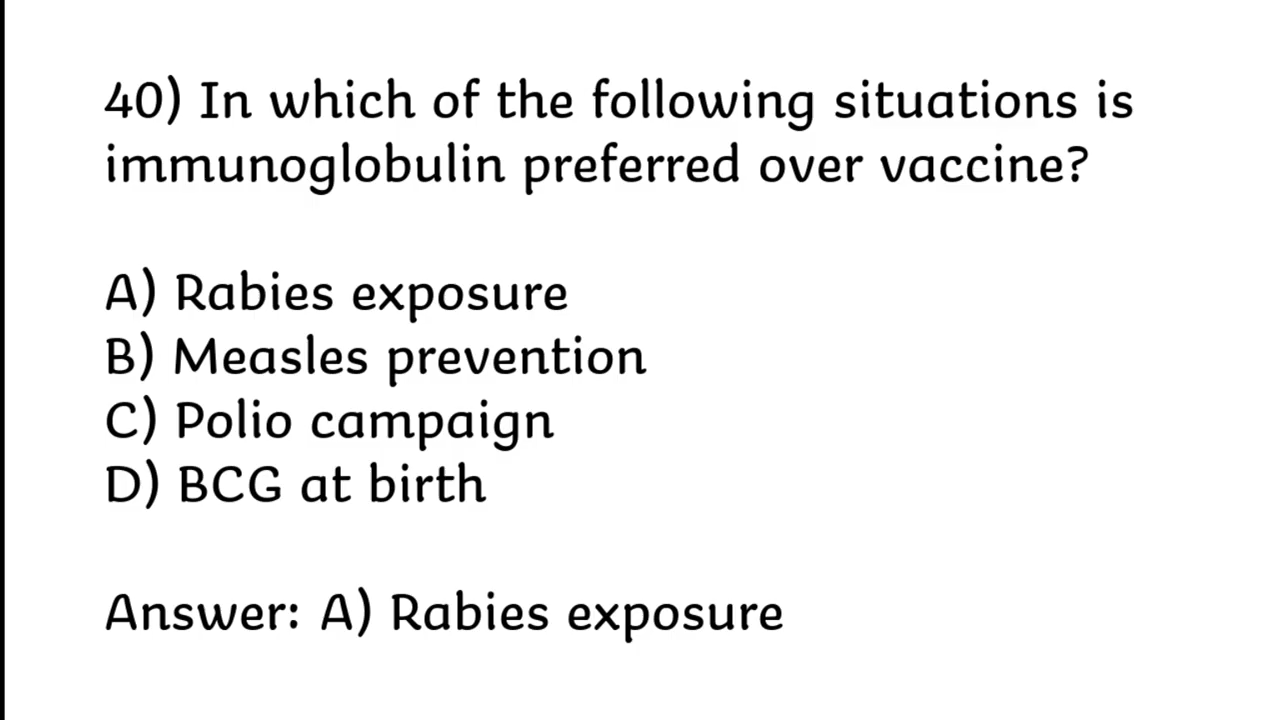 40) In which of the following situations is
immunoglobulin preferred over vaccine?
A) Rabies exposure
B) Measles prevention
C) Polio campaign
D) BCG at birth
Answer: A) Rabies exposure